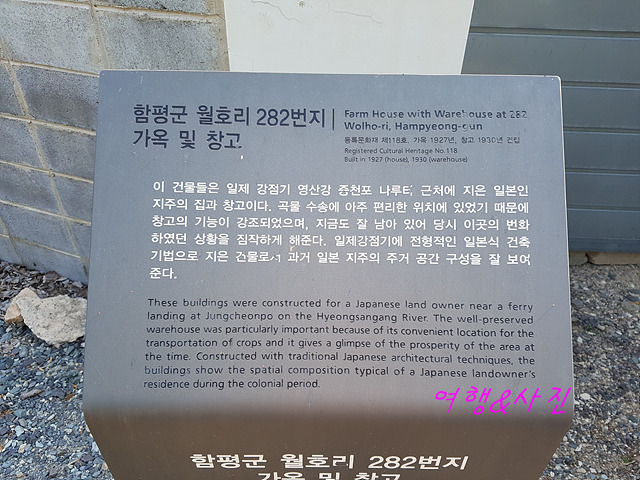 함평군 월호리 282번지
가옥 및 창고
Farm House with Warehouse at 282
Wolho-ri, Hampyeong-gun
등록문화재 제118호, 가옥 1927년, 창고 1930년 건립
Registered Cultural Heritage No.118
Built in 1927 (house), 1930 (warehouse)
이 건물들은 일제 강점기 영산강 증천포 나루터 근처에 지은 일본인
지주의 집과 창고이다. 곡물 수송에 아주 편리한 위치에 있었기 때문에
창고의 기능이 강조되었으며, 지금도 잘 남아 있어 당시 이곳의 번화
하였던 상황을 짐작하게 해준다. 일제강점기에 전형적인 일본식 건축
기법으로 지은 건물로서 과거 일본 지주의 주거 공간 구성을 잘 보여
준다.
These buildings were constructed for a Japanese land owner near a ferry
landing at Jungcheonpo on the Hyeongsangang River. The well-preserved
warehouse was particularly important because of its convenient location for the
transportation of crops and it gives a glimpse of the prosperity of the area at
the time. Constructed with traditional Japanese architectural techniques, the
buildings show the spatial composition typical of a Japanese landowner's
residence during the colonial period.
여행&사진
함평군 월호리 282번지
가옥 및 창고